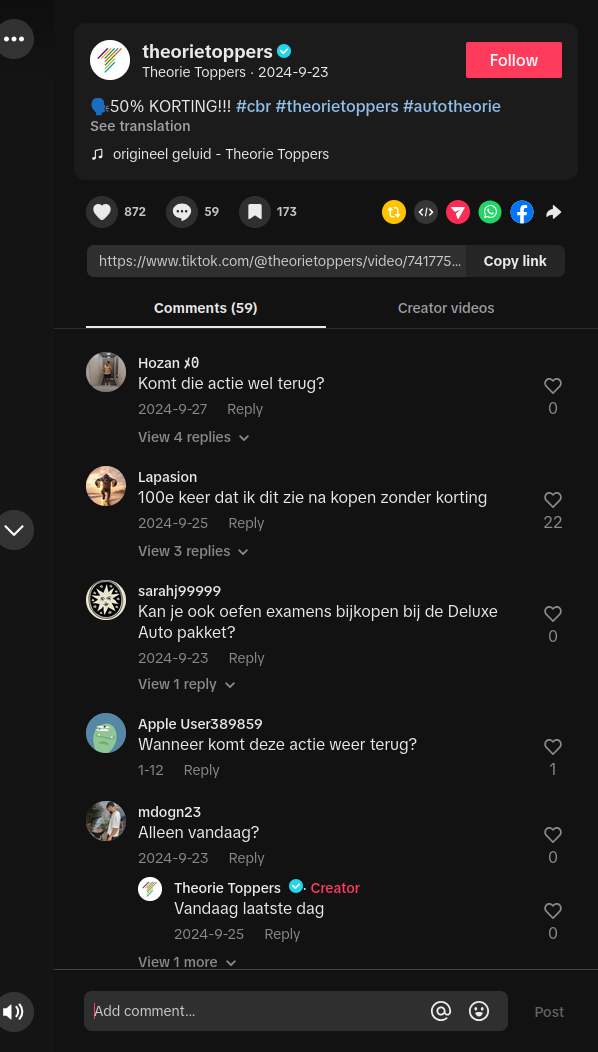 theorietoppers
Theorie Toppers · 2024-9-23
Follow
🗣️50% KORTING!!! #cbr #theorietoppers #autotheorie
See translation
origineel geluid - Theorie Toppers
872
59
173
https://www.tiktok.com/@theorietoppers/video/741775...
Copy link
Comments (59)
Creator videos
Hozan 乄0
Komt die actie wel terug?
2024-9-27 Reply
0
View 4 replies
Lapasion
100e keer dat ik dit zie na kopen zonder korting
2024-9-25 Reply
22
View 3 replies
sarahj99999
Kan je ook oefen examens bijkopen bij de Deluxe
Auto pakket?
2024-9-23 Reply
0
View 1 reply
Apple User389859
Wanneer komt deze actie weer terug?
1-12 Reply
1
mdogn23
Alleen vandaag?
2024-9-23 Reply
0
Theorie Toppers · Creator
Vandaag laatste dag
2024-9-25 Reply
0
View 1 more
Add comment...
Post